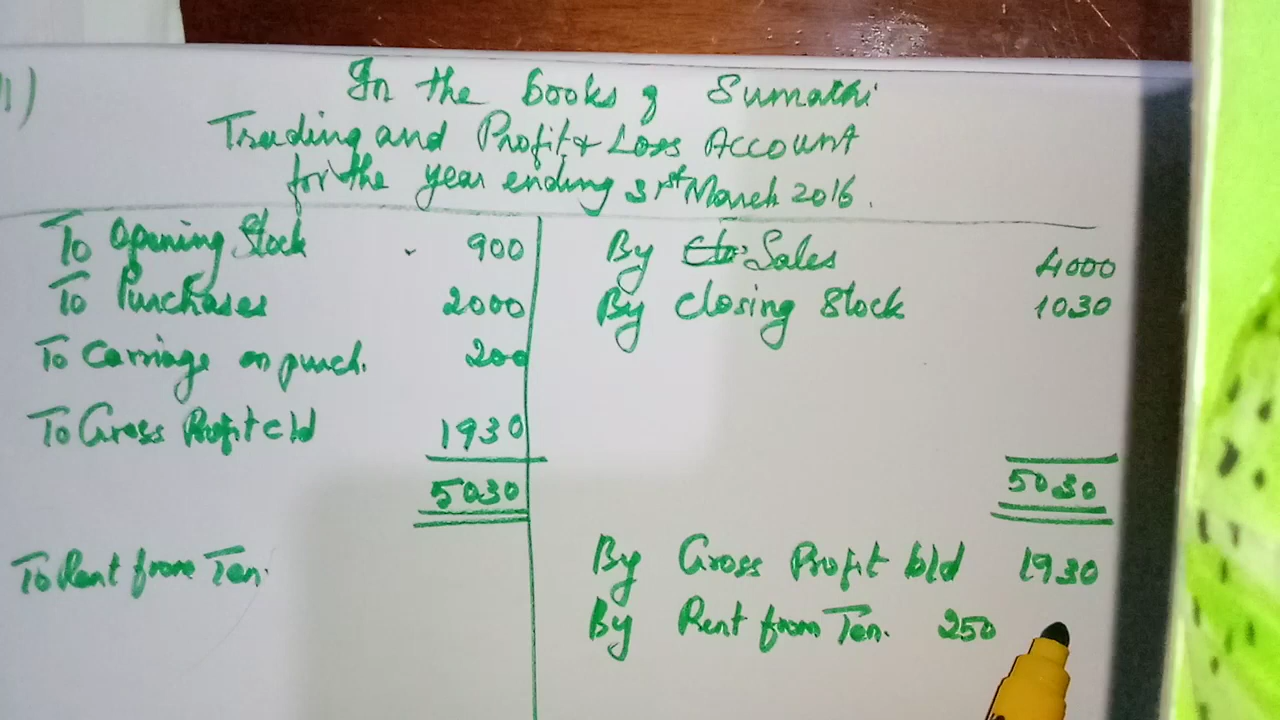 11)
In the books of Sumathi
Trading and Profit & Loss Account
for the year ending 31st March 2016.
To Opening Stock 900 By Clo: Sales 4000
To Purchases 2000 By Closing Stock 1030
To Carriage on purch. 200
To Gross Profit c/d 1930
5030 5030
By Gross Profit b/d 1930
To Rent from Ten. By Rent from Ten. 250